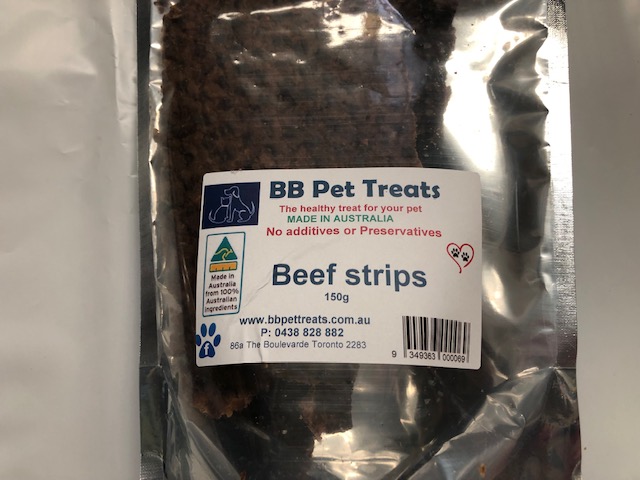 BB Pet Treats
The healthy treat for your pet
MADE IN AUSTRALIA
No additives or Preservatives
Made in
Australia
from 100%
Australian
ingredients
Beef strips
150g
www.bbpettreats.com.au
P: 0438 828 882
86a The Boulevarde Toronto 2283
9 349363 000069